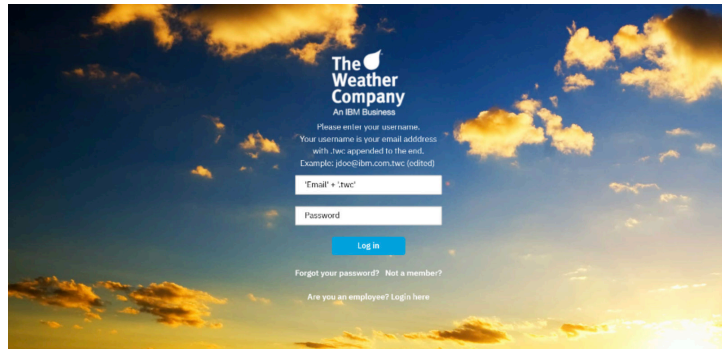 The
Weather
Company
An IBM Business
Please enter your username.
Your username is your email adddress
with .twc appended to the end.
Example: jdoe@ibm.com.twc (edited)
'Email' + '.twc'
Password
Log in
Forgot your password? Not a member?
Are you an employee? Login here